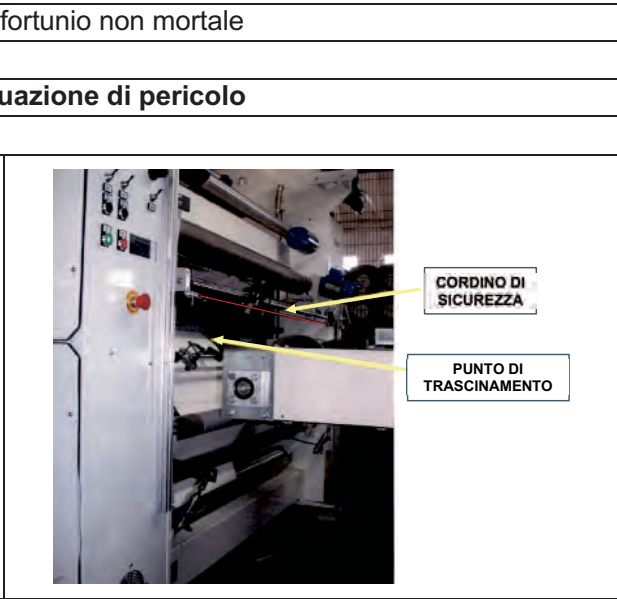 fortunio non mortale
uazione di pericolo
CORDINO DI
SICUREZZA
PUNTO DI
TRASCINAMENTO